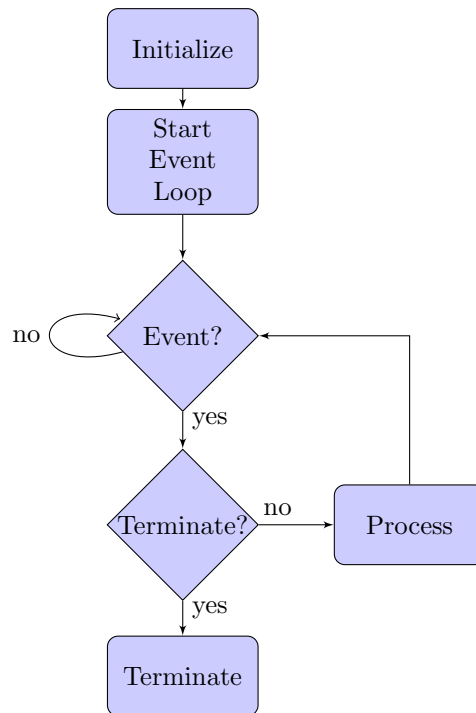 Initialize
Start
Event
Loop
no
Event?
yes
Terminate?
no
Process
yes
Terminate